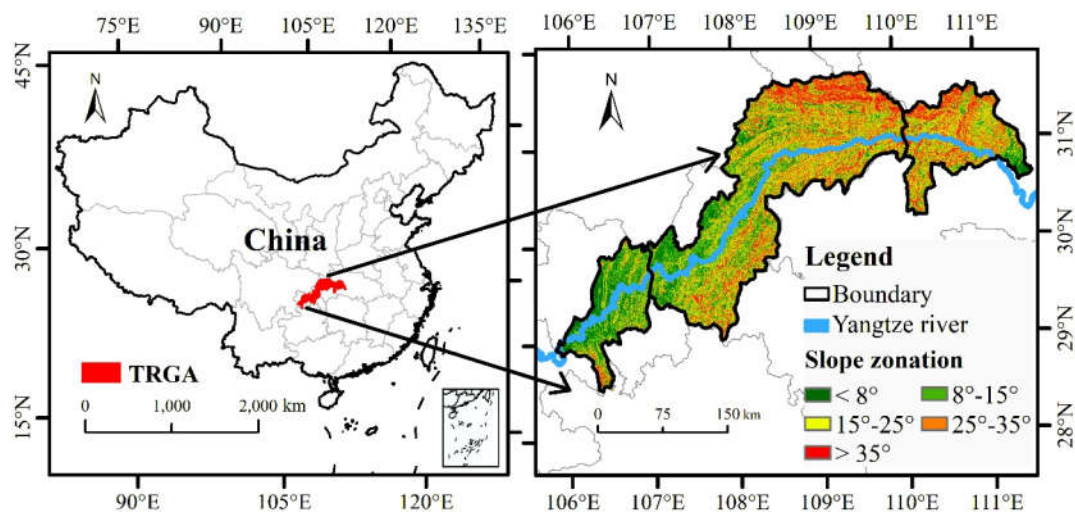 75°E 90°E 105°E 120°E 135°E
45°N
30°N
15°N
N
China
TRGA
0 1,000 2,000 km
90°E 105°E 120°E
106°E 107°E 108°E 109°E 110°E 111°E
N
31°N
30°N
29°N
28°N
Legend
Boundary
Yangtze river
Slope zonation
< 8° 8°-15°
15°-25° 25°-35°
> 35°
0 75 150 km
106°E 107°E 108°E 109°E 110°E 111°E